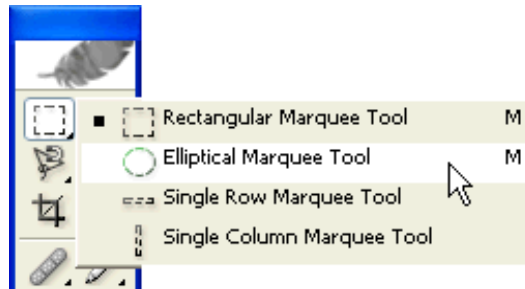 Rectangular Marquee Tool M
Elliptical Marquee Tool M
Single Row Marquee Tool
Single Column Marquee Tool